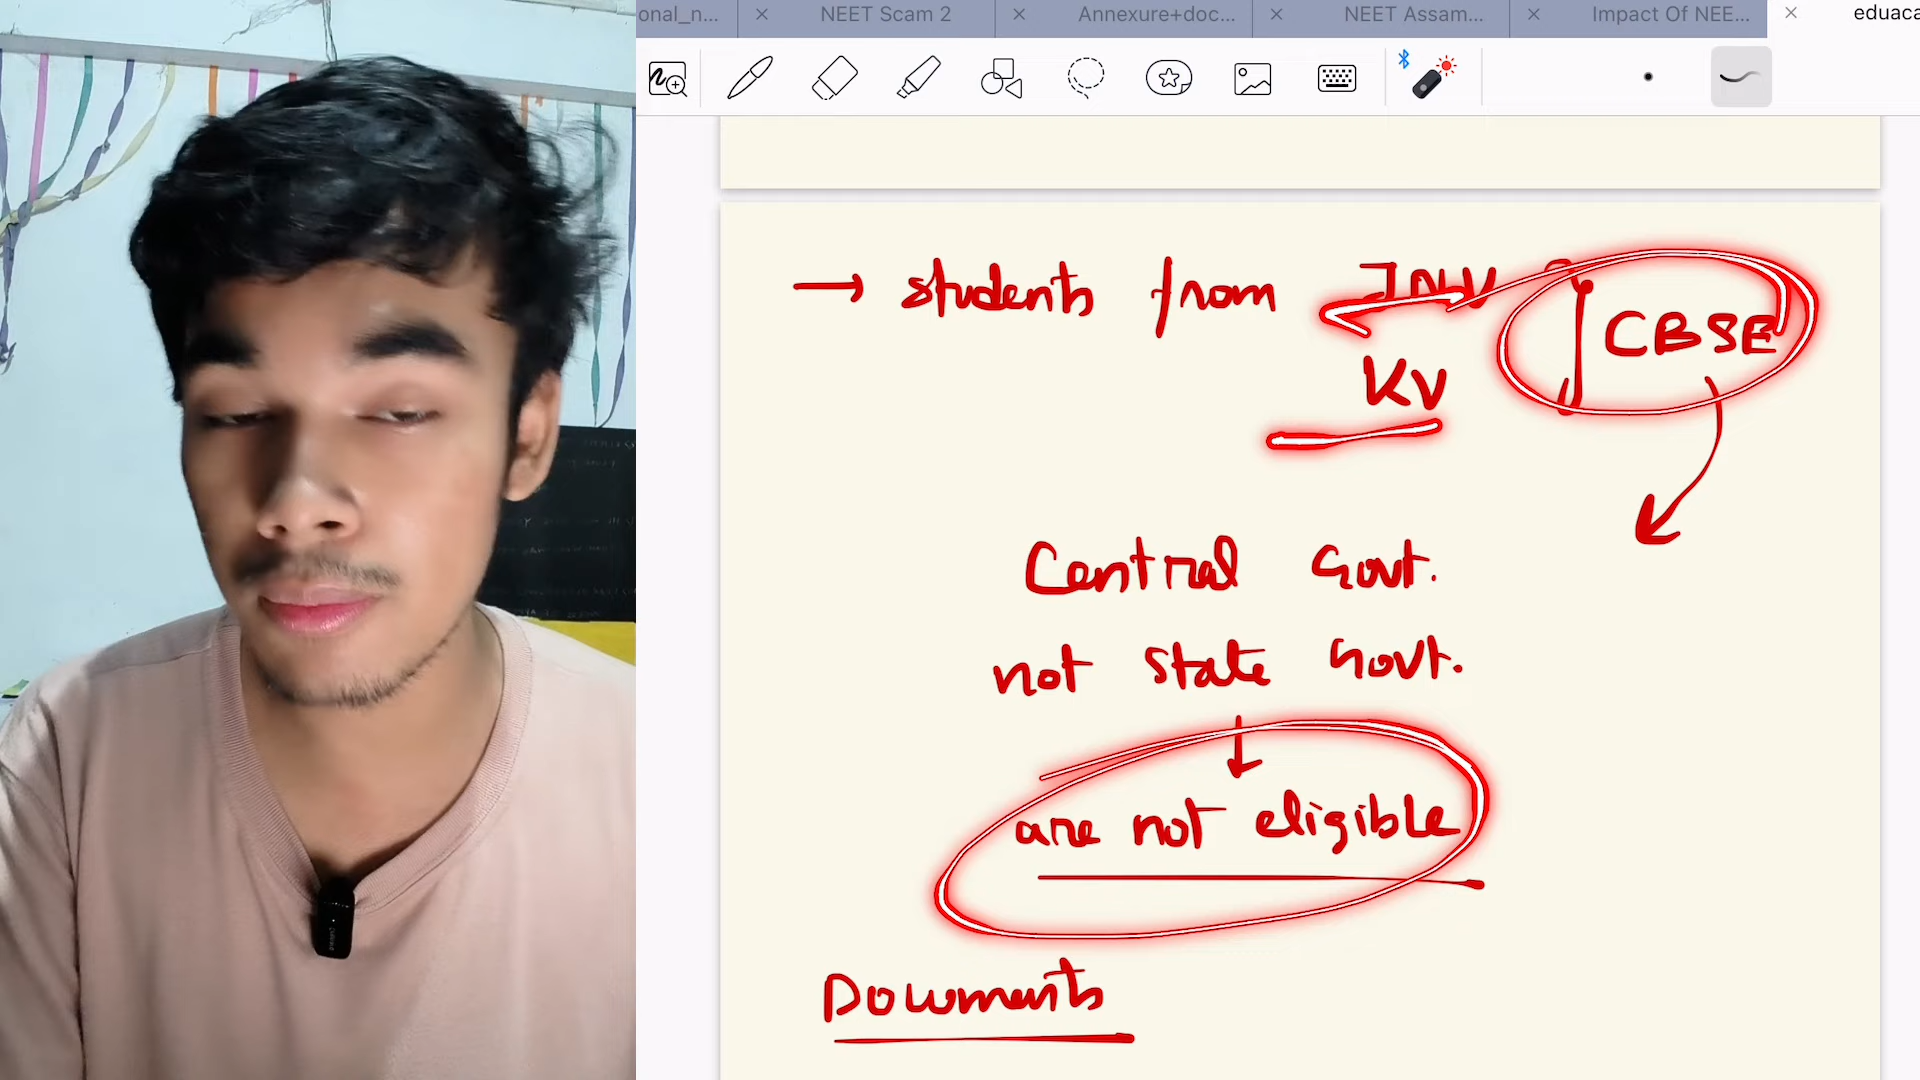 onal_n... NEET Scam 2 Annexure+doc... NEET Assam... Impact Of NEE... eduaca
→ students from JNV
CBSE
KV
Central Govt.
not state Govt.
are not eligible
Documents